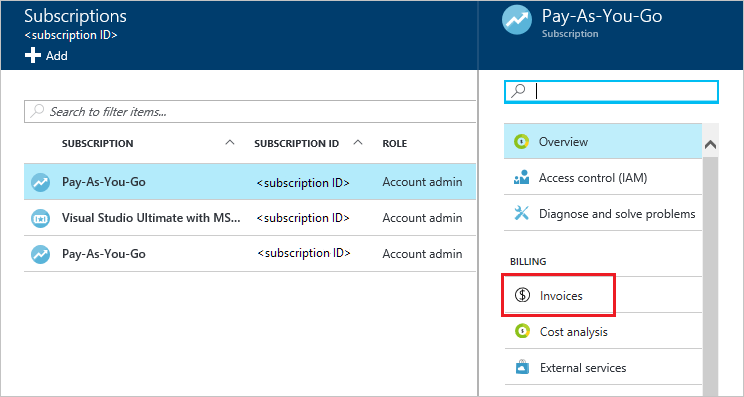 Subscriptions
<subscription ID>
Add
Search to filter items...
SUBSCRIPTION SUBSCRIPTION ID ROLE
Pay-As-You-Go <subscription ID> Account admin
Visual Studio Ultimate with MS... <subscription ID> Account admin
Pay-As-You-Go <subscription ID> Account admin
Pay-As-You-Go
Subscription
Overview
Access control (IAM)
Diagnose and solve problems
BILLING
Invoices
Cost analysis
External services